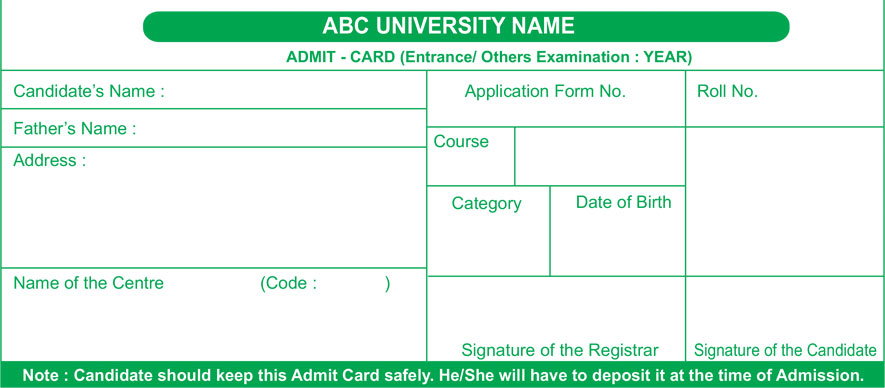 ABC UNIVERSITY NAME
ADMIT - CARD (Entrance/ Others Examination : YEAR)
Candidate's Name :
Application Form No.
Roll No.
Father's Name :
Course
Address :
Category
Date of Birth
Name of the Centre (Code : )
Signature of the Registrar
Signature of the Candidate
Note : Candidate should keep this Admit Card safely. He/She will have to deposit it at the time of Admission.